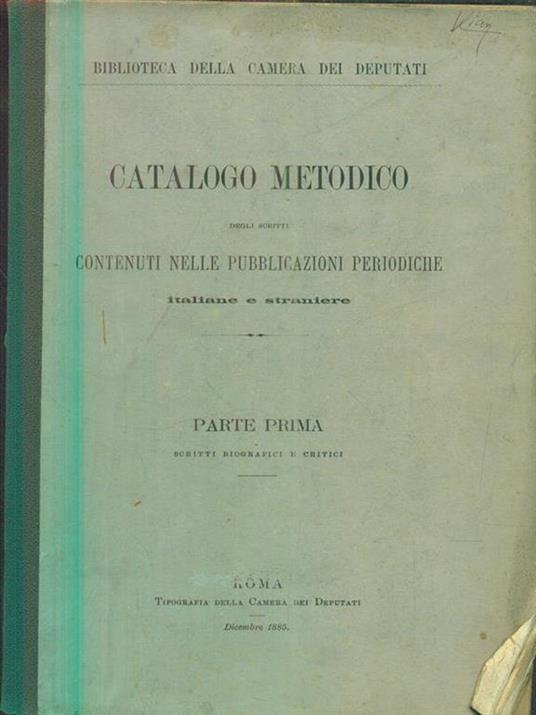 BIBLIOTECA DELLA CAMERA DEI DEPUTATI
CATALOGO METODICO
DEGLI SCRITTI
CONTENUTI NELLE PUBBLICAZIONI PERIODICHE
italiane e straniere
PARTE PRIMA
SCRITTI BIOGRAFICI E CRITICI
ROMA
TIPOGRAFIA DELLA CAMERA DEI DEPUTATI
Dicembre 1885.